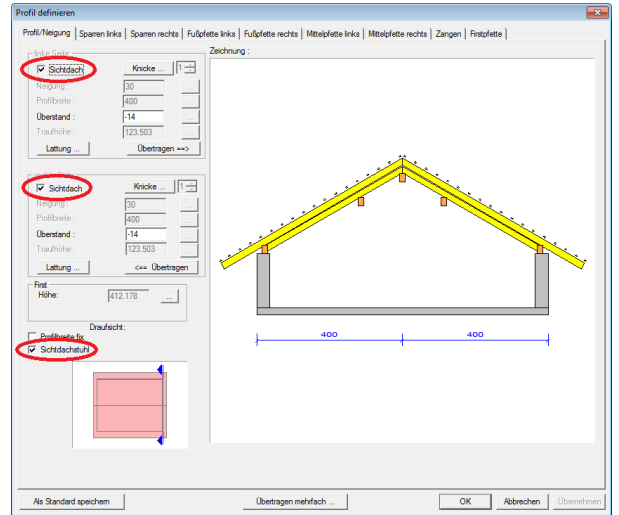 Profil definieren
Profil/Neigung Sparren links Sparren rechts Fußpfette links Fußpfette rechts Mittelpfette links Mittelpfette rechts Zangen Firstpfette
linke Seite
Sichtdach Knicke ... 1
Neigung: 30 ...
Profilbreite: 400 ...
Überstand: -14 ...
Traufhöhe: 123.503 ...
Lattung ... Übertragen ==>
Sichtdach Knicke ... 1
Neigung: 30 ...
Profilbreite: 400 ...
Überstand: -14 ...
Traufhöhe: 123.503 ...
Lattung ... <== Übertragen
First
Höhe: 412.178 ...
Draufsicht:
Profilbreite fix
Sichtdachstuhl
Zeichnung :
400 400
Als Standard speichern Übertragen mehrfach ... OK Abbrechen Übernehmen